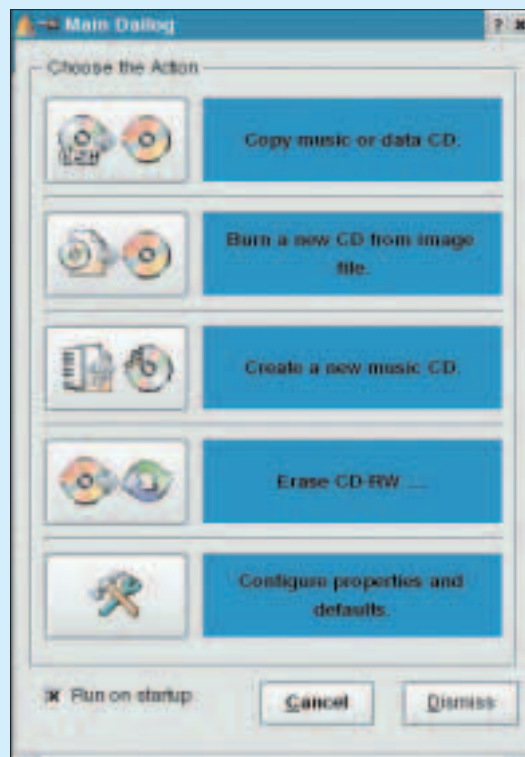 Main Dailog
Choose the Action
Copy music or data CD.
Burn a new CD from image
file.
Create a new music CD.
Erase CD-RW ....
Configure properties and
defaults.
Run on startup
Cancel
Dismiss